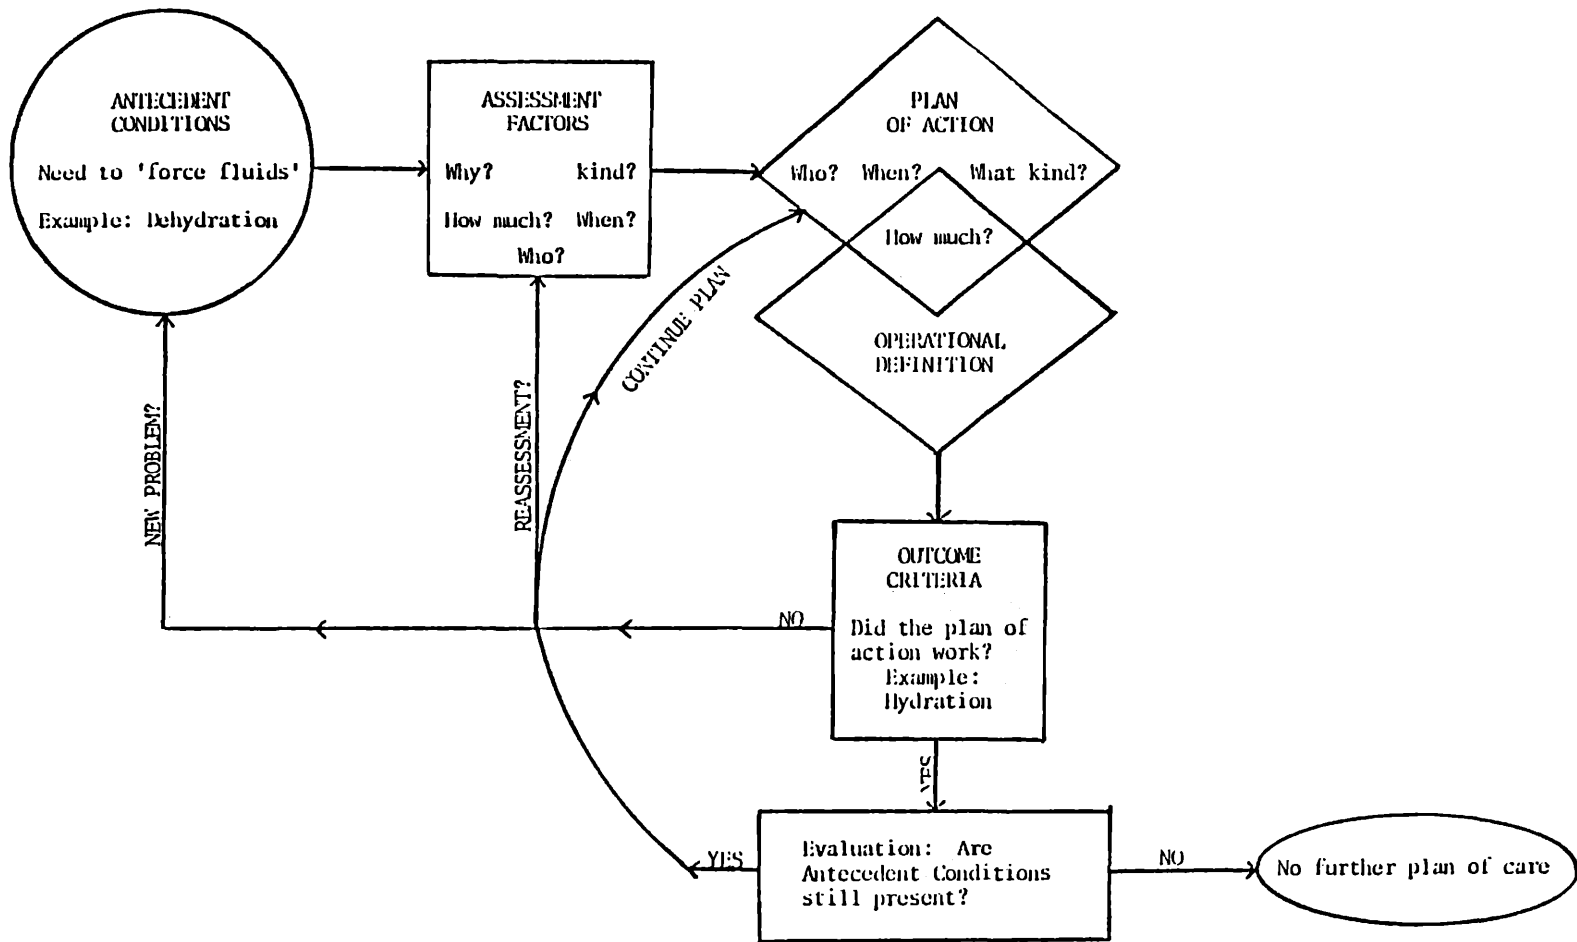 ANTECEDENT
CONDITIONS
Need to 'force fluids'
Example: Dehydration
ASSESSMENT
FACTORS
Why? kind?
How much? When?
Who?
PLAN
OF ACTION
Who? When? What kind?
How much?
OPERATIONAL
DEFINITION
CONTINUE PLAN
REASSESSMENT?
NEW PROBLEM?
OUTCOME
CRITERIA
Did the plan of
action work?
Example:
Hydration
NO
YES
Evaluation: Are
Antecedent Conditions
still present?
YES
NO
No further plan of care